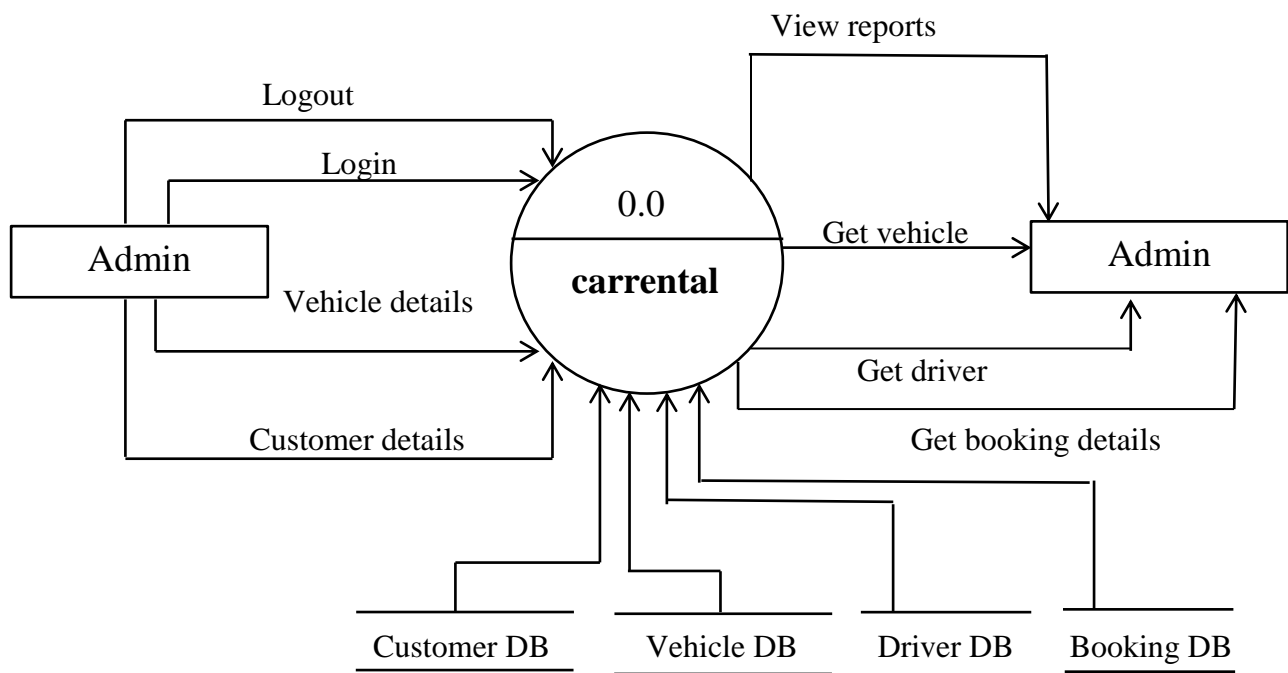 View reports
Logout
Login
0.0
Admin
Get vehicle
Admin
carrental
Vehicle details
Get driver
Customer details
Get booking details
Customer DB
Vehicle DB
Driver DB
Booking DB